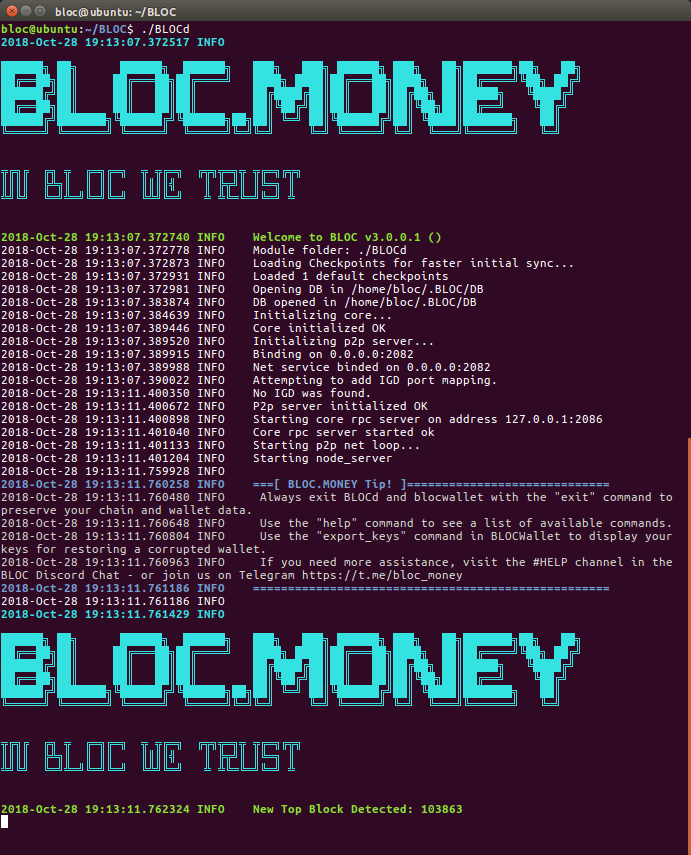 bloc@ubuntu: ~/BLOC
bloc@ubuntu:~/BLOC$ ./BLOCd
2018-Oct-28 19:13:07.372517 INFO
BLOC.MONEY
IN BLOC WE TRUST
2018-Oct-28 19:13:07.372740 INFO    Welcome to BLOC v3.0.0.1 ()
2018-Oct-28 19:13:07.372778 INFO    Module folder: ./BLOCd
2018-Oct-28 19:13:07.372873 INFO    Loading Checkpoints for faster initial sync...
2018-Oct-28 19:13:07.372931 INFO    Loaded 1 default checkpoints
2018-Oct-28 19:13:07.372981 INFO    Opening DB in /home/bloc/.BLOC/DB
2018-Oct-28 19:13:07.383874 INFO    DB opened in /home/bloc/.BLOC/DB
2018-Oct-28 19:13:07.384639 INFO    Initializing core...
2018-Oct-28 19:13:07.389446 INFO    Core initialized OK
2018-Oct-28 19:13:07.389520 INFO    Initializing p2p server...
2018-Oct-28 19:13:07.389915 INFO    Binding on 0.0.0.0:2082
2018-Oct-28 19:13:07.389988 INFO    Net service binded on 0.0.0.0:2082
2018-Oct-28 19:13:07.390022 INFO    Attempting to add IGD port mapping.
2018-Oct-28 19:13:11.400350 INFO    No IGD was found.
2018-Oct-28 19:13:11.400672 INFO    P2p server initialized OK
2018-Oct-28 19:13:11.400898 INFO    Starting core rpc server on address 127.0.0.1:2086
2018-Oct-28 19:13:11.401040 INFO    Core rpc server started ok
2018-Oct-28 19:13:11.401133 INFO    Starting p2p net loop...
2018-Oct-28 19:13:11.401204 INFO    Starting node_server
2018-Oct-28 19:13:11.759928 INFO
2018-Oct-28 19:13:11.760258 INFO    ===[ BLOC.MONEY Tip! ]=============================
2018-Oct-28 19:13:11.760480 INFO     Always exit BLOCd and blocwallet with the "exit" command to
preserve your chain and wallet data.
2018-Oct-28 19:13:11.760648 INFO     Use the "help" command to see a list of available commands.
2018-Oct-28 19:13:11.760804 INFO     Use the "export_keys" command in BLOCWallet to display your
keys for restoring a corrupted wallet.
2018-Oct-28 19:13:11.760963 INFO     If you need more assistance, visit the #HELP channel in the
BLOC Discord Chat - or join us on Telegram https://t.me/bloc_money
2018-Oct-28 19:13:11.761186 INFO    ===================================================
2018-Oct-28 19:13:11.761186 INFO
2018-Oct-28 19:13:11.761429 INFO
BLOC.MONEY
IN BLOC WE TRUST
2018-Oct-28 19:13:11.762324 INFO    New Top Block Detected: 103863